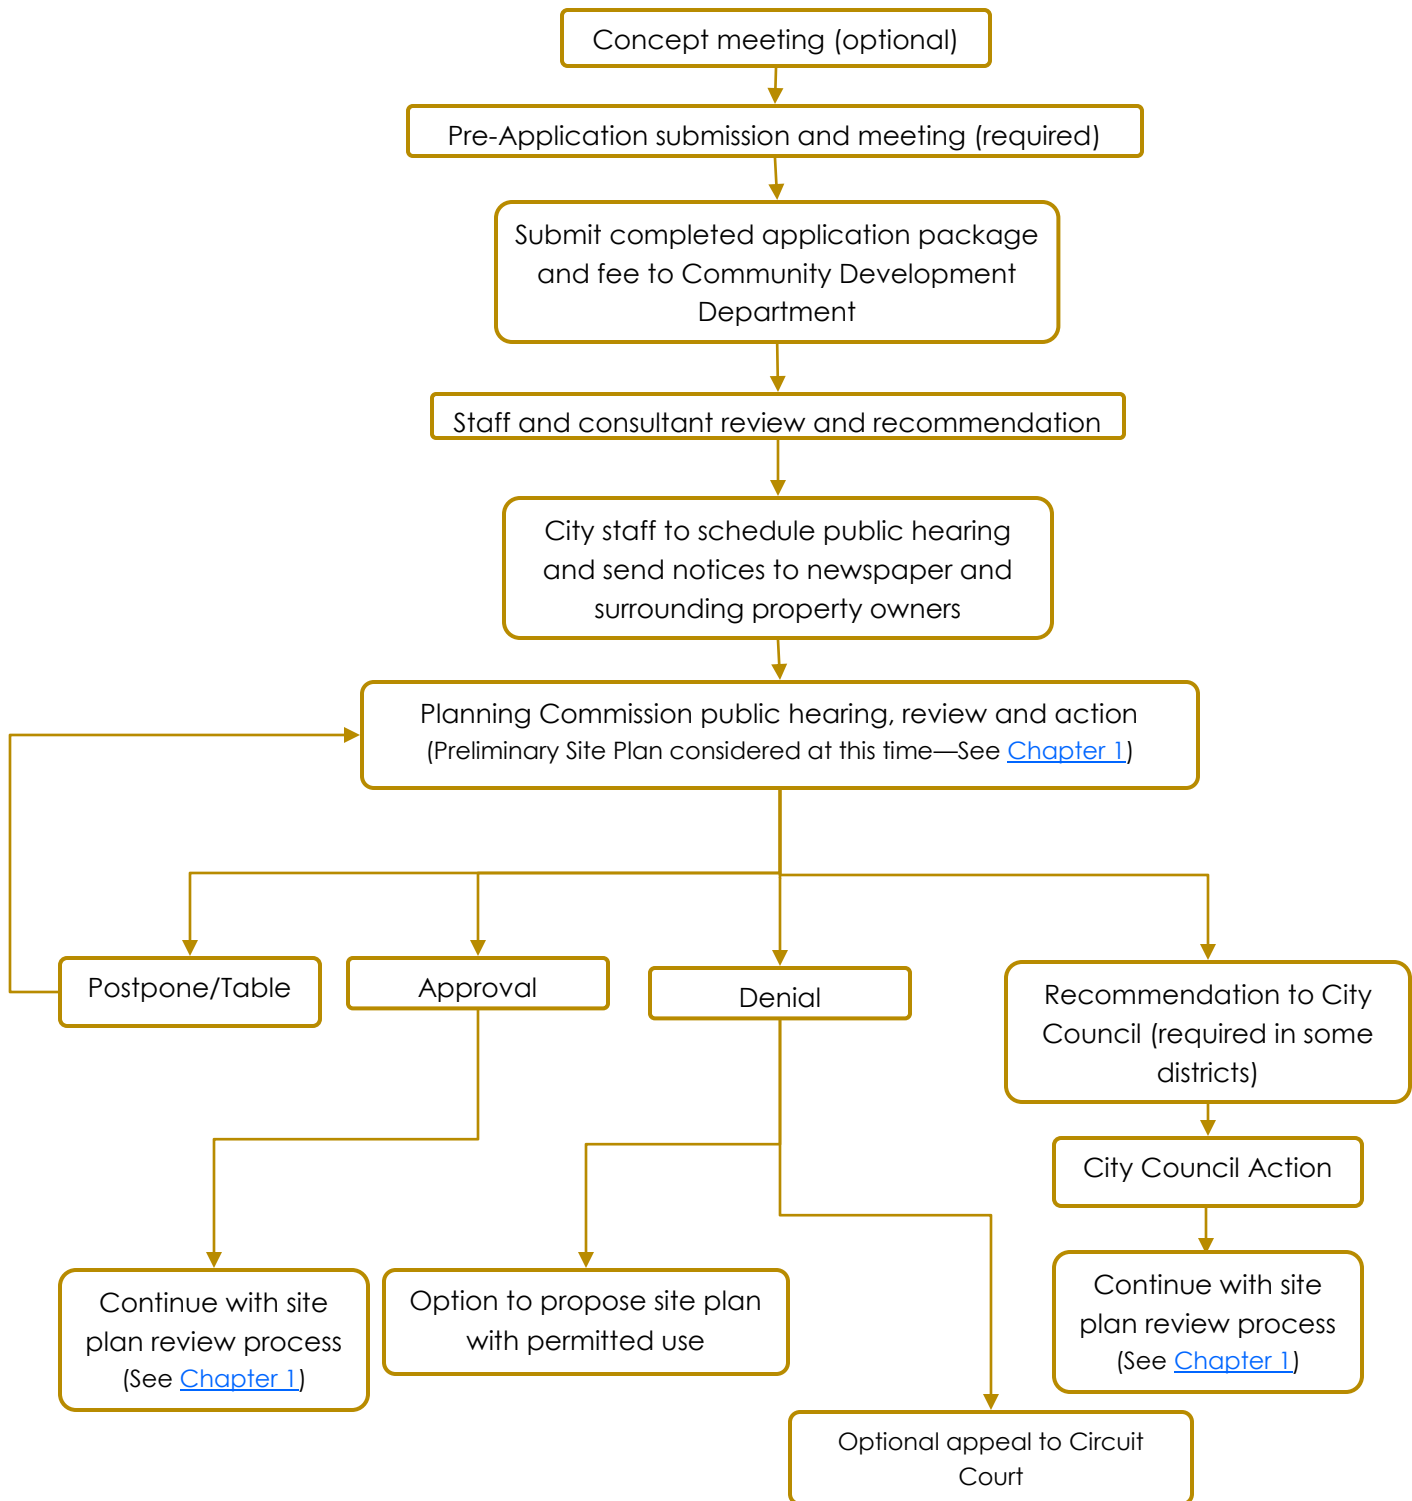 Concept meeting (optional)
Pre-Application submission and meeting (required)
Submit completed application package
and fee to Community Development
Department
Staff and consultant review and recommendation
City staff to schedule public hearing
and send notices to newspaper and
surrounding property owners
Planning Commission public hearing, review and action
(Preliminary Site Plan considered at this time—See Chapter 1)
Postpone/Table
Approval
Denial
Recommendation to City
Council (required in some
districts)
City Council Action
Continue with site
plan review process
(See Chapter 1)
Option to propose site plan
with permitted use
Continue with site
plan review process
(See Chapter 1)
Optional appeal to Circuit
Court